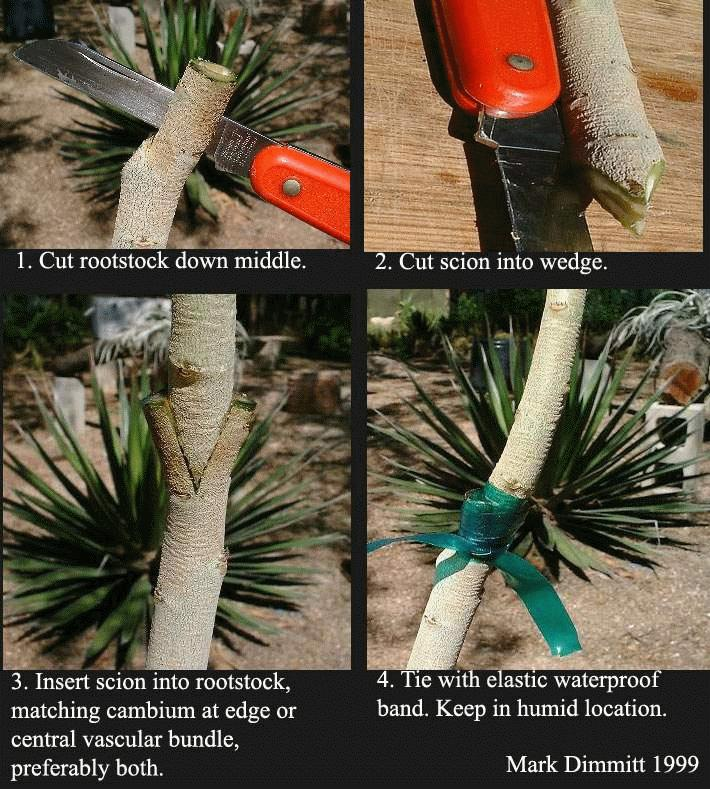 1. Cut rootstock down middle.
2. Cut scion into wedge.
3. Insert scion into rootstock,
matching cambium at edge or
central vascular bundle,
preferably both.
4. Tie with elastic waterproof
band. Keep in humid location.
Mark Dimmitt 1999